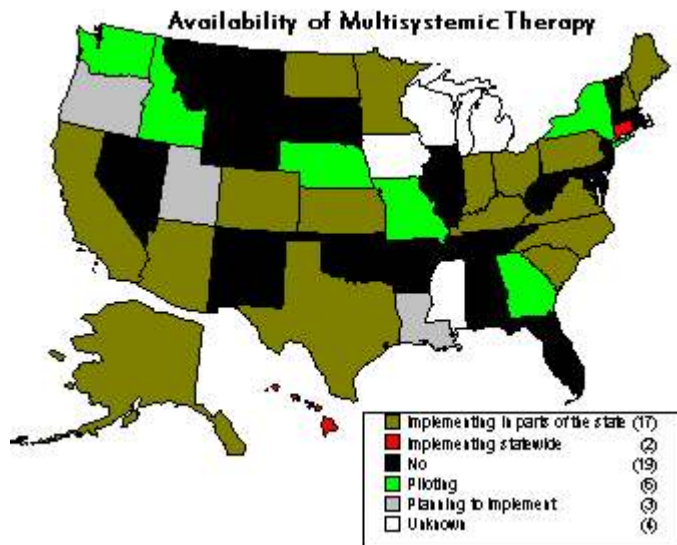 Availability of Multisystemic Therapy
Implementing in parts of the state (17)
Implementing statewide (2)
No (19)
Piloting (6)
Planning to Implement (3)
Unknown (4)